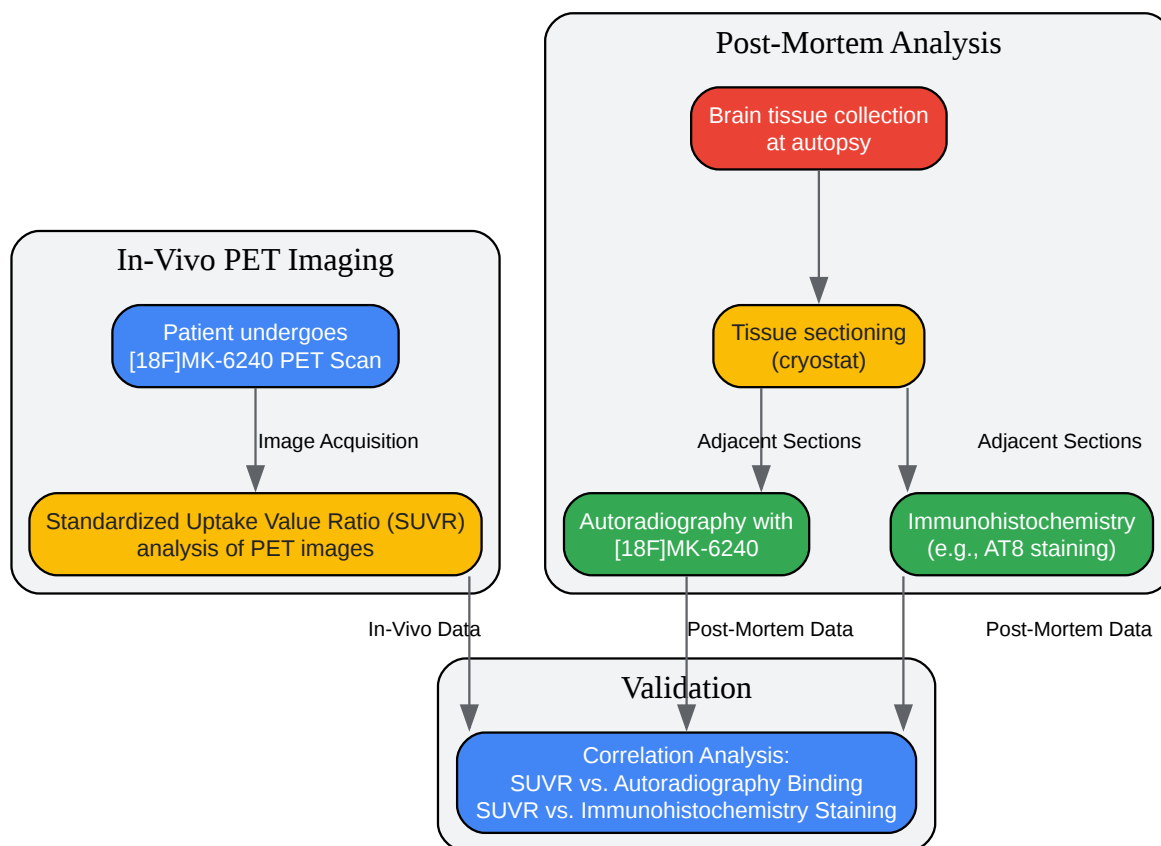 Post-Mortem Analysis
Brain tissue collection
at autopsy
In-Vivo PET Imaging
Patient undergoes
[18F]MK-6240 PET Scan
Tissue sectioning
(cryostat)
Image Acquisition
Adjacent Sections
Adjacent Sections
Standardized Uptake Value Ratio (SUVR)
analysis of PET images
Autoradiography with
[18F]MK-6240
Immunohistochemistry
(e.g., AT8 staining)
In-Vivo Data
Post-Mortem Data
Post-Mortem Data
Validation
Correlation Analysis:
SUVR vs. Autoradiography Binding
SUVR vs. Immunohistochemistry Staining